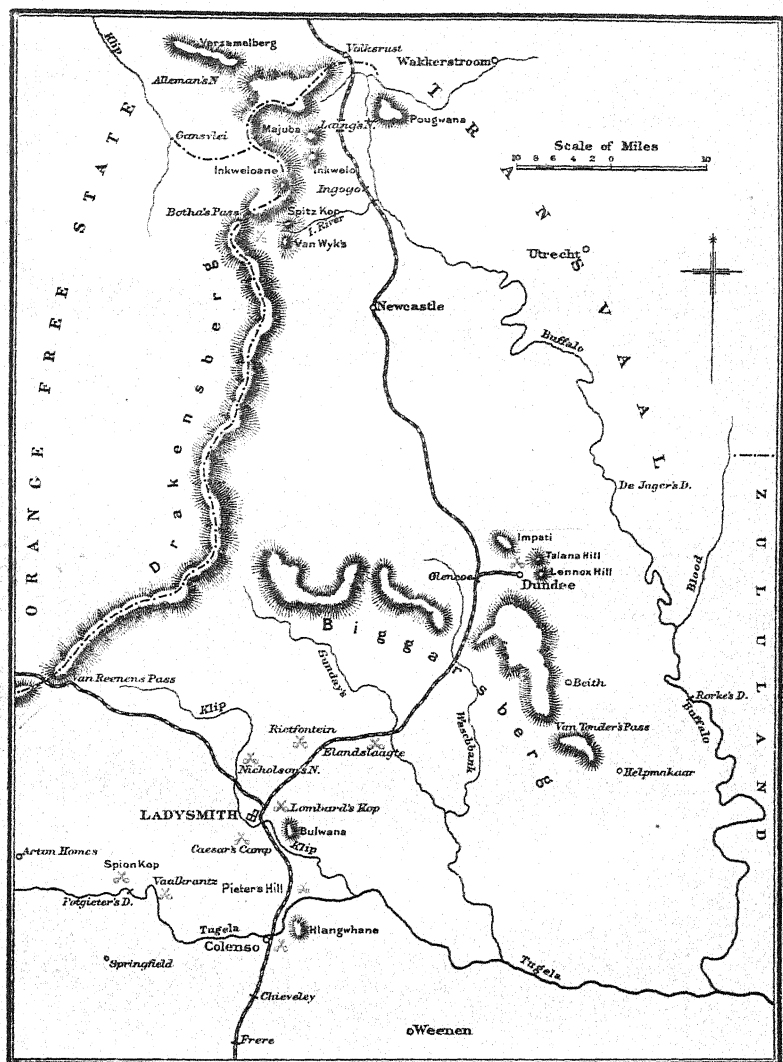 Klip
Verzamelberg
Volksrust
Wakkerstroom
Alleman's N
TRANSVAAL
Pougwana
Gansvlei
Majuba
Laing's N.
Scale of Miles
10 8 6 4 2 0 10
Inkweloane
Inkwelo
Ingogo
Botha's Pass
Spitz Kop
I. River
Van Wyk's
Utrecht
ORANGE FREE STATE
Drakensberg
Newcastle
Buffalo
De Jager's D.
ZULULAND
Impati
Talana Hill
Lennox Hill
Glencoe
Dundee
Blood
Biggarsberg
Sunday's
Van Reenens Pass
Beith
Rorke's D.
Klip
Buffalo
Rietfontein
Waschbank
Van Tonder's Pass
Elandslaagte
Nicholson's N.
Helpmakaar
Lombard's Kop
LADYSMITH
Bulwana
Caesar's Camp
Klip
Acton Homes
Spion Kop
Vaalkrantz
Pieter's Hill
Potgieter's D.
Tugela
Hlangwhane
Colenso
Springfield
Tugela
Chieveley
Weenen
Frere